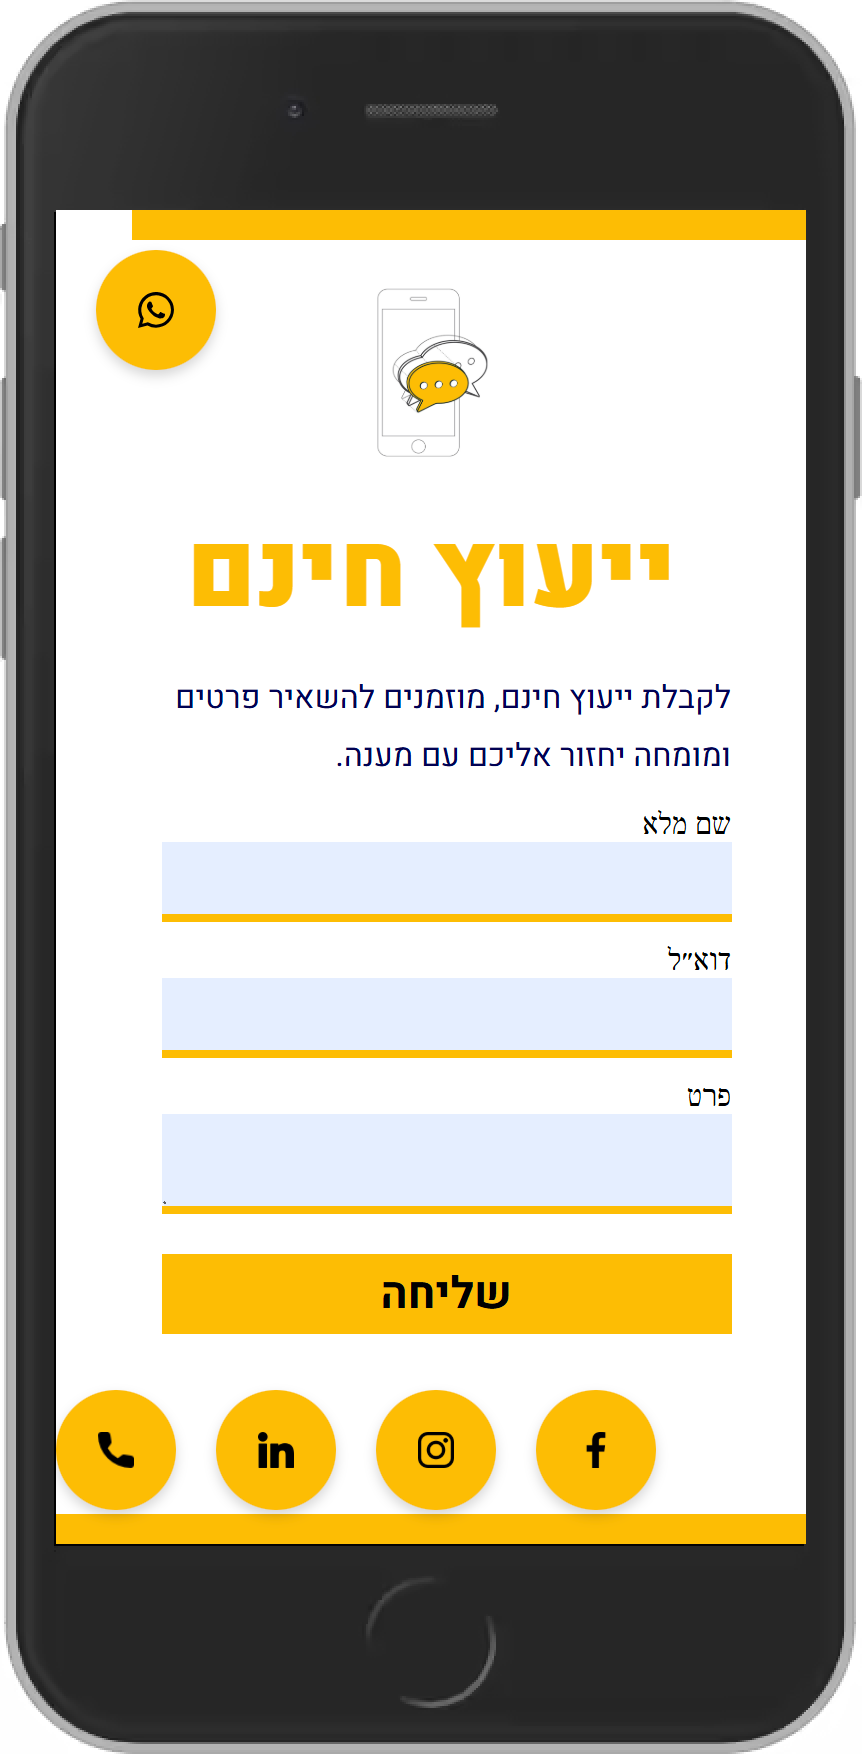 ייעוץ חינם
לקבלת ייעוץ חינם, מוזמנים להשאיר פרטים
ומומחה יחזור אליכם עם מענה.
שם מלא
דוא״ל
פרט
שליחה